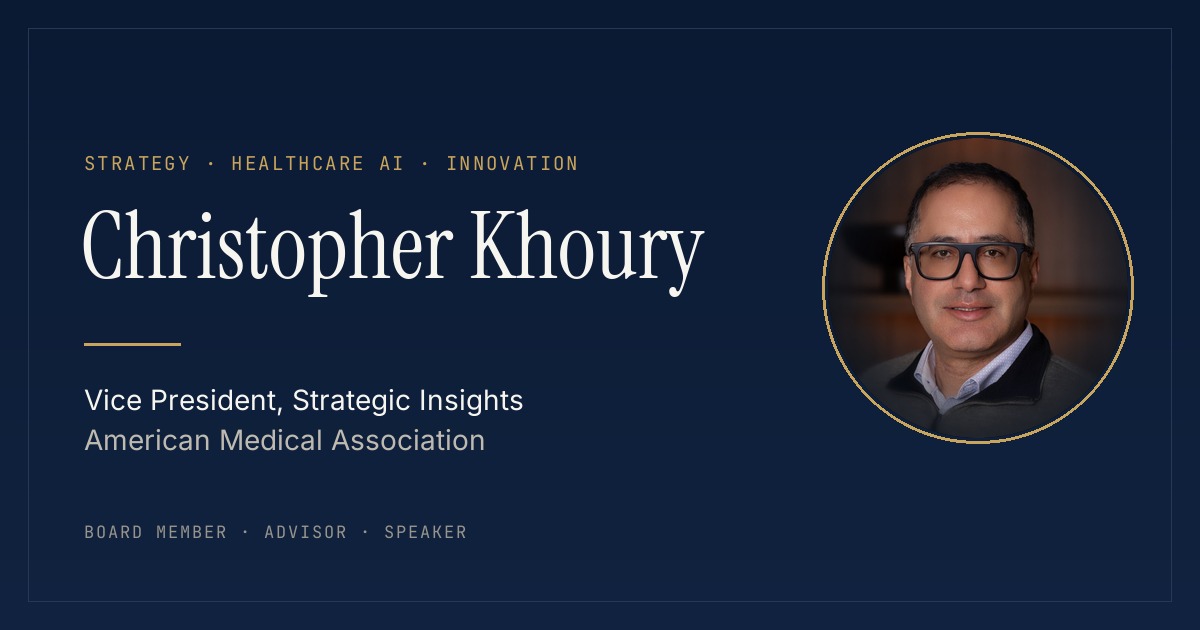 STRATEGY · HEALTHCARE AI · INNOVATION
Christopher Khoury
Vice President, Strategic Insights
American Medical Association
BOARD MEMBER · ADVISOR · SPEAKER